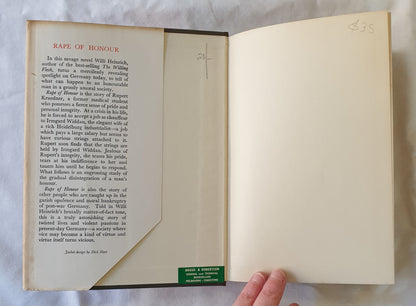 RAPE OF HONOUR
In this savage novel Willi Heinrich,
author of the best-selling The Willing
Flesh, turns a mercilessly revealing
spotlight on Germany today, to tell of
what can happen to an honourable
man in a grossly amoral society.
Rape of Honour is the story of Rupert
Krandner, a former medical student
who possesses a fierce sense of pride and
personal integrity. At a crisis in his life,
he is forced to accept a job as chauffeur
to Irmgard Widdau, the elegant wife of
a rich Heidelburg industrialist—a job
which pays a large salary but seems to
have curious strings attached to it.
Rupert soon finds that the strings are
held by Irmgard Widdau. Jealous of
Rupert's integrity, she teases his pride,
tears at his indifference to her and
taunts him until he begins to respond.
What follows is an engrossing study of
the gradual disintegration of a man's
honour.
Rape of Honour is also the story of
other people who are caught up in the
garish opulence and moral bankruptcy
of post-war Germany. Told in Willi
Heinrich's brutally matter-of-fact tone,
this is a truly astonishing story of
twisted lives and violent passions in
present-day Germany—a society where
vice may become a kind of virtue and
virtue itself turns vicious.
Jacket design by Dick Hart